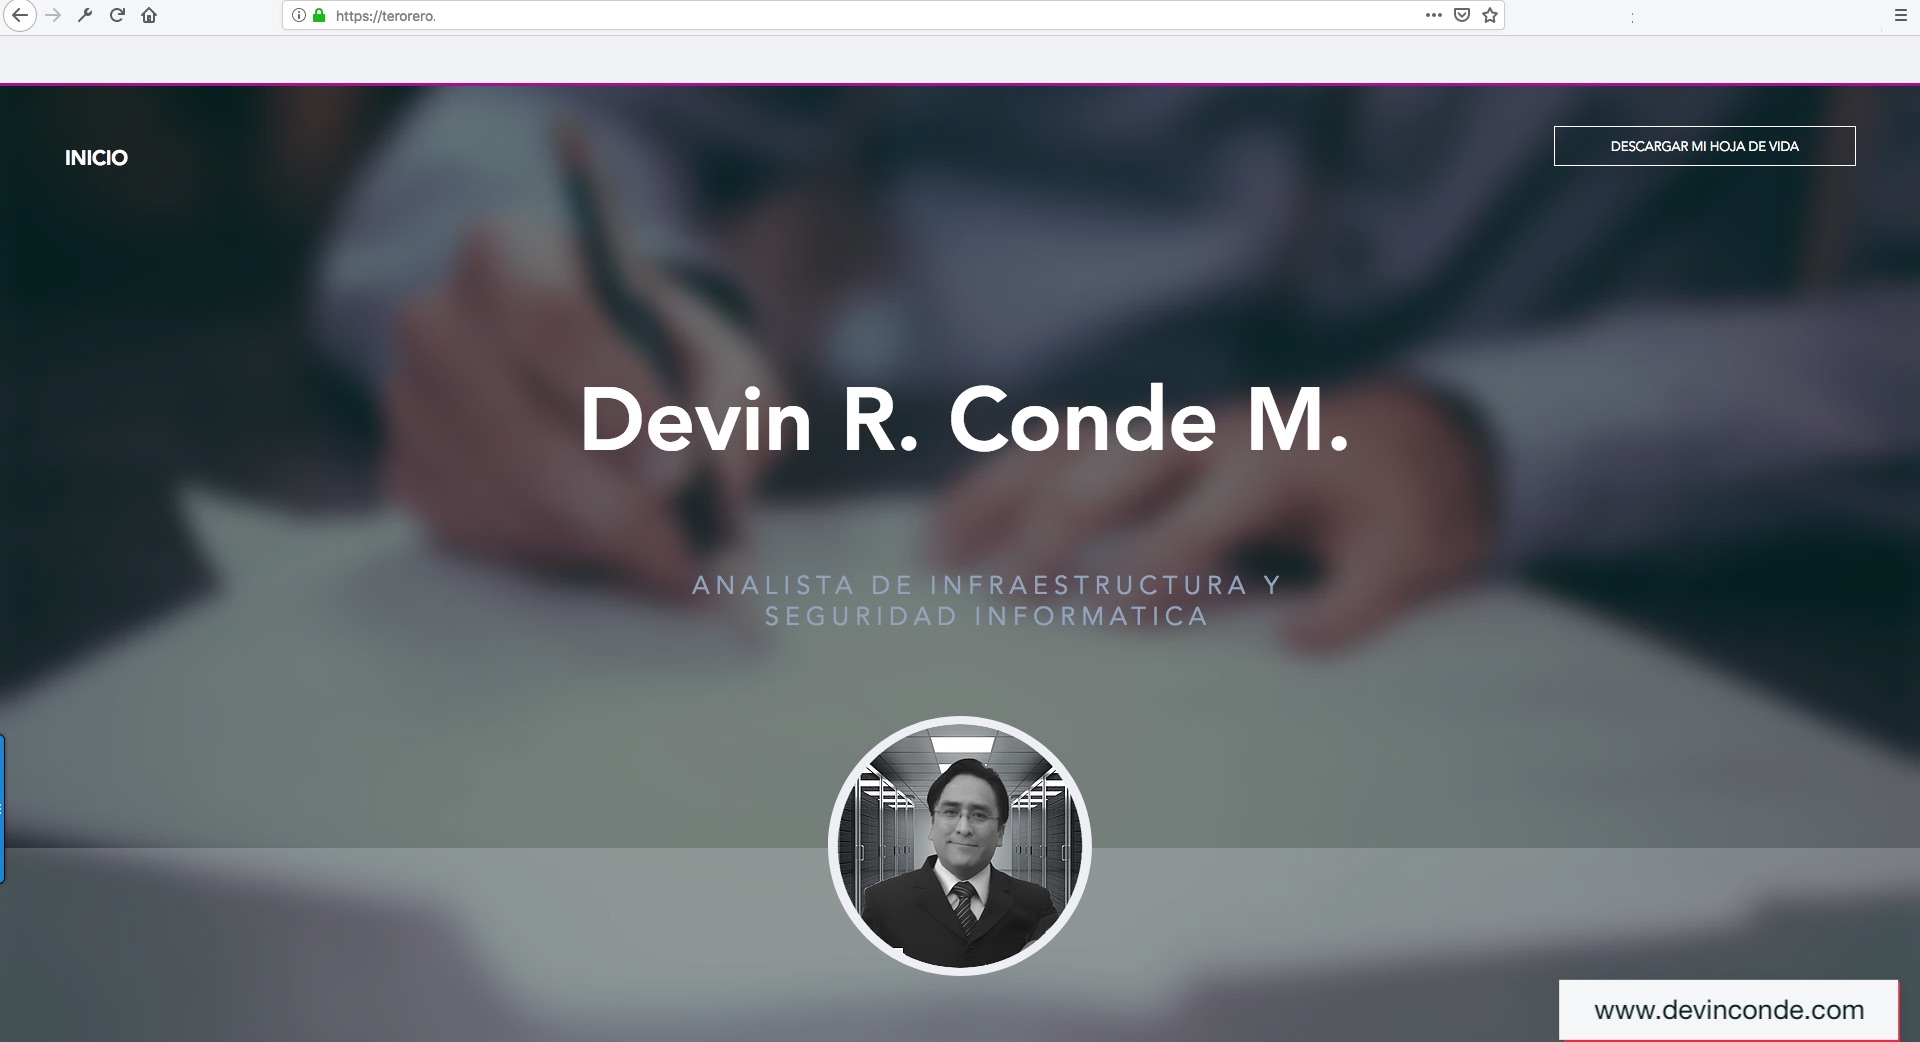 https://terorero.
INICIO
DESCARGAR MI HOJA DE VIDA
Devin R. Conde M.
ANALISTA DE INFRAESTRUCTURA Y
SEGURIDAD INFORMATICA
www.devinconde.com